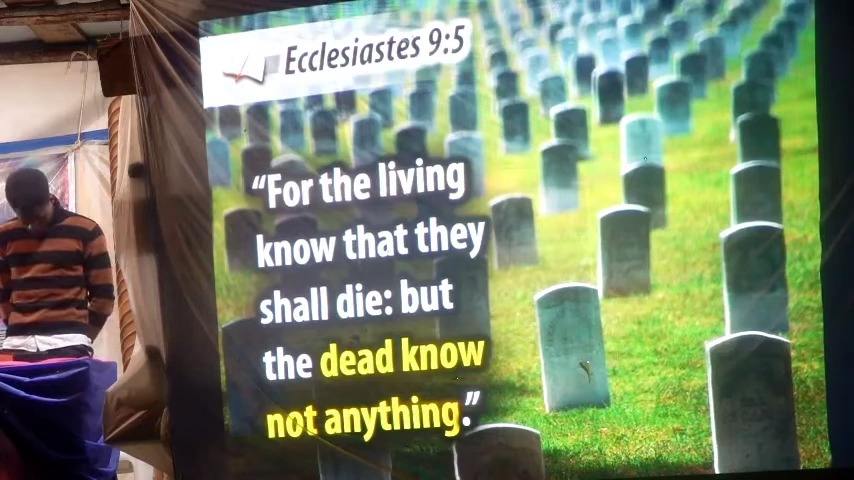 Ecclesiastes 9:5
“For the living
know that they
shall die: but
the dead know
not anything.”